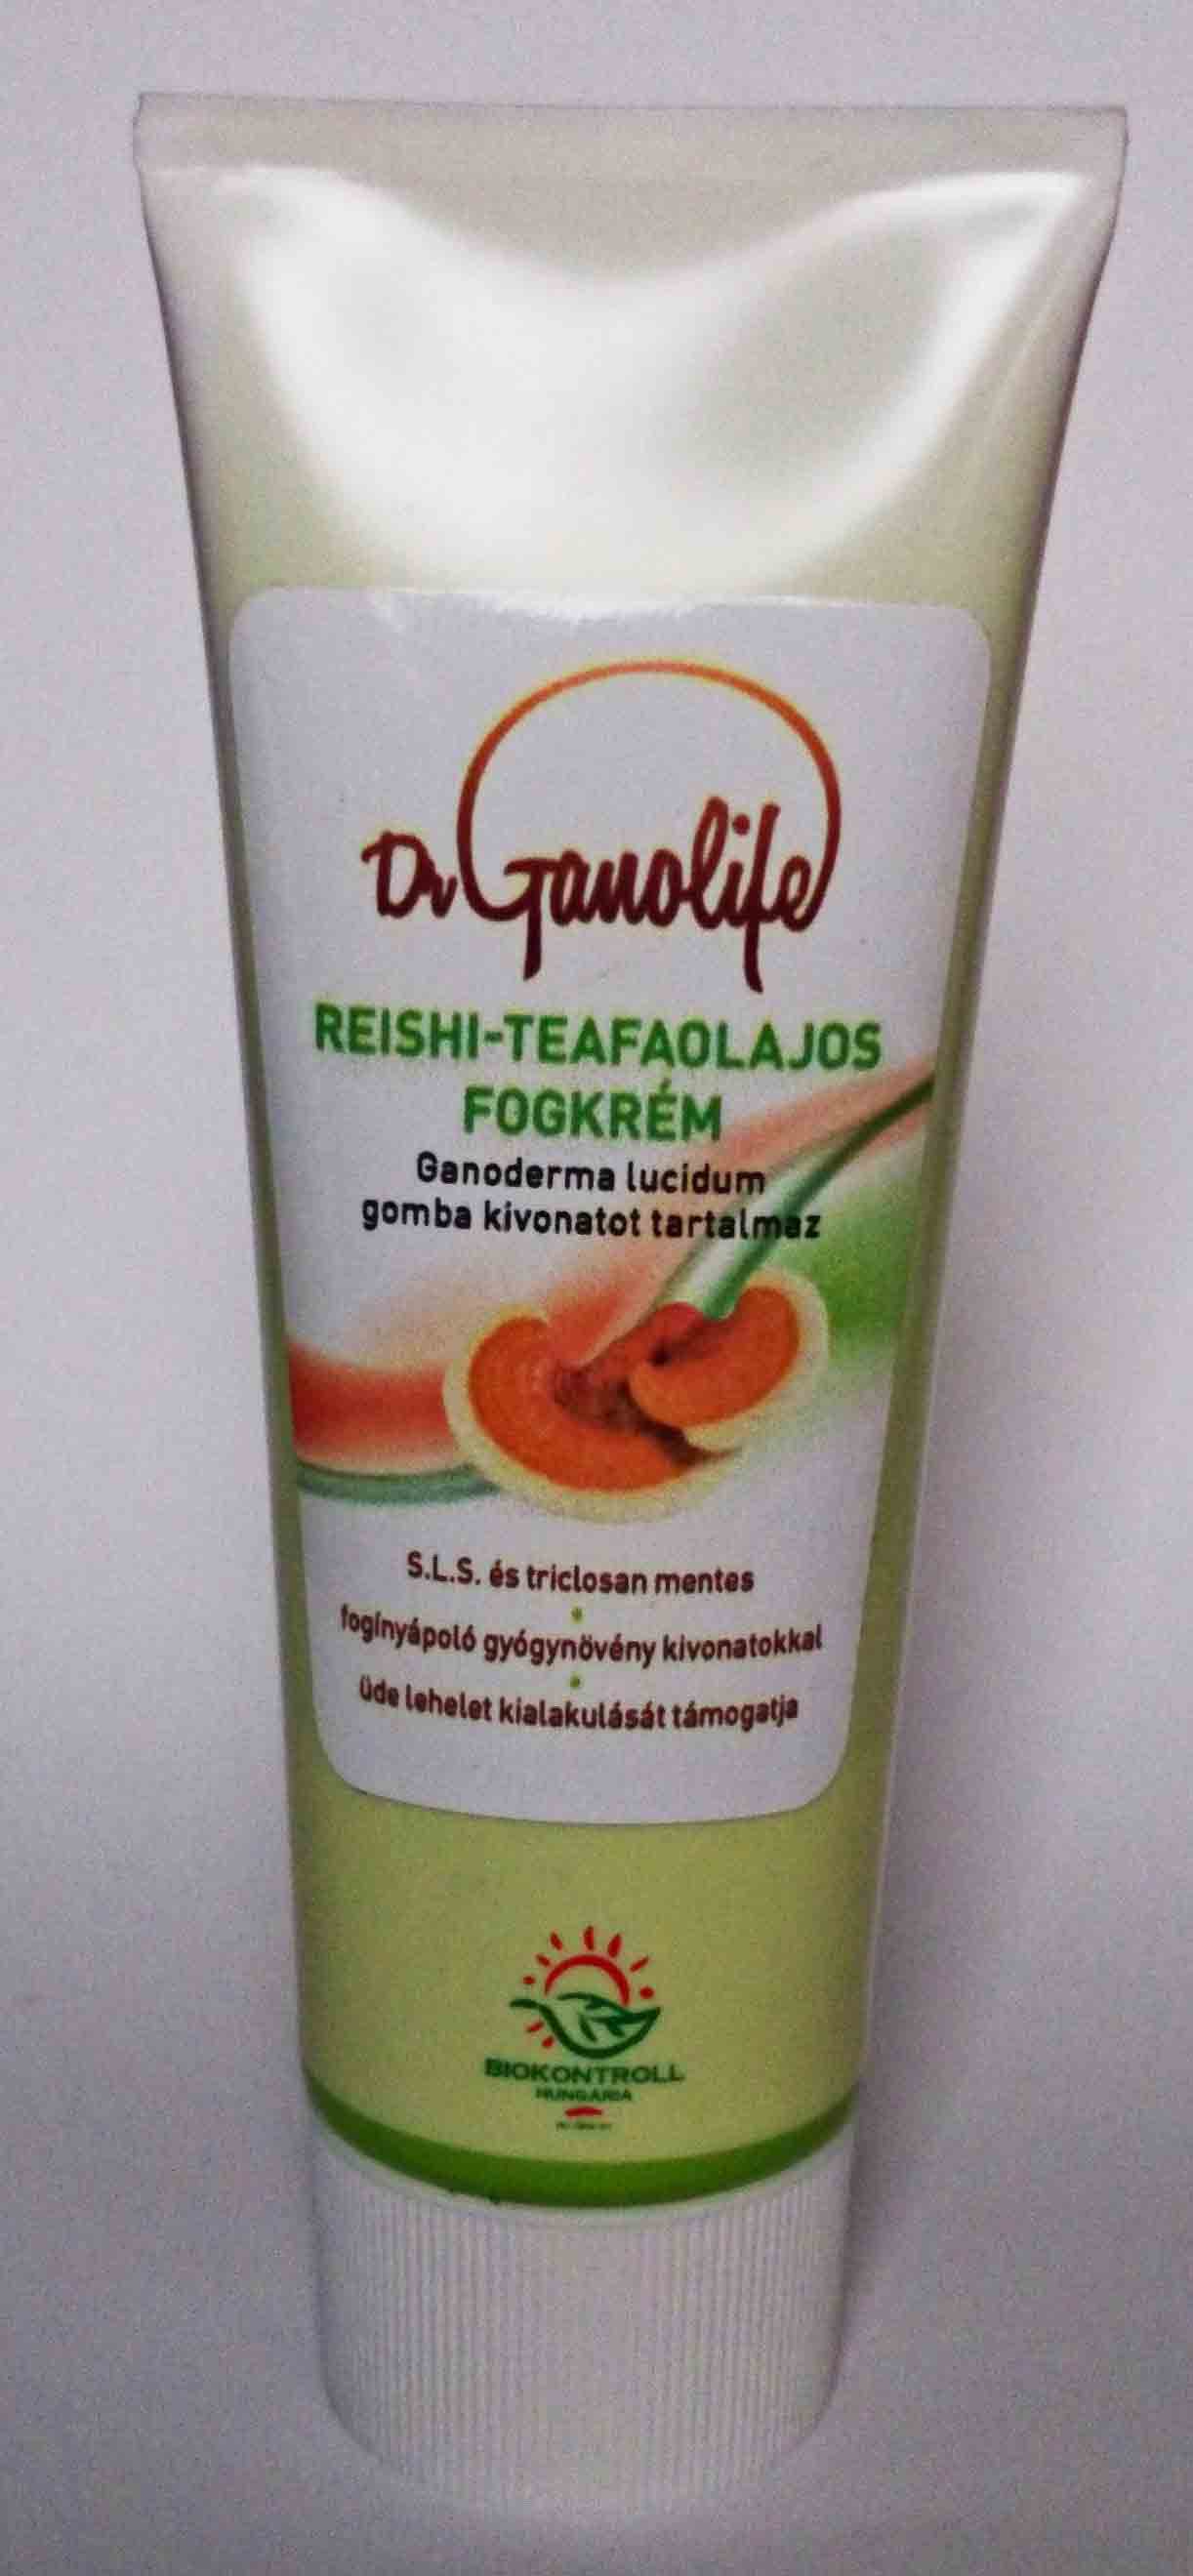 Dr Ganolife
REISHI-TEAFAOLAJOS
FOGKRÉM
Ganoderma lucidum
gomba kivonatot tartalmaz
S.L.S. és triclosan mentes
fogínyápoló gyógynövény kivonatokkal
üde lehelet kialakulását támogatja
BIOKONTROLL
HUNGÁRIA